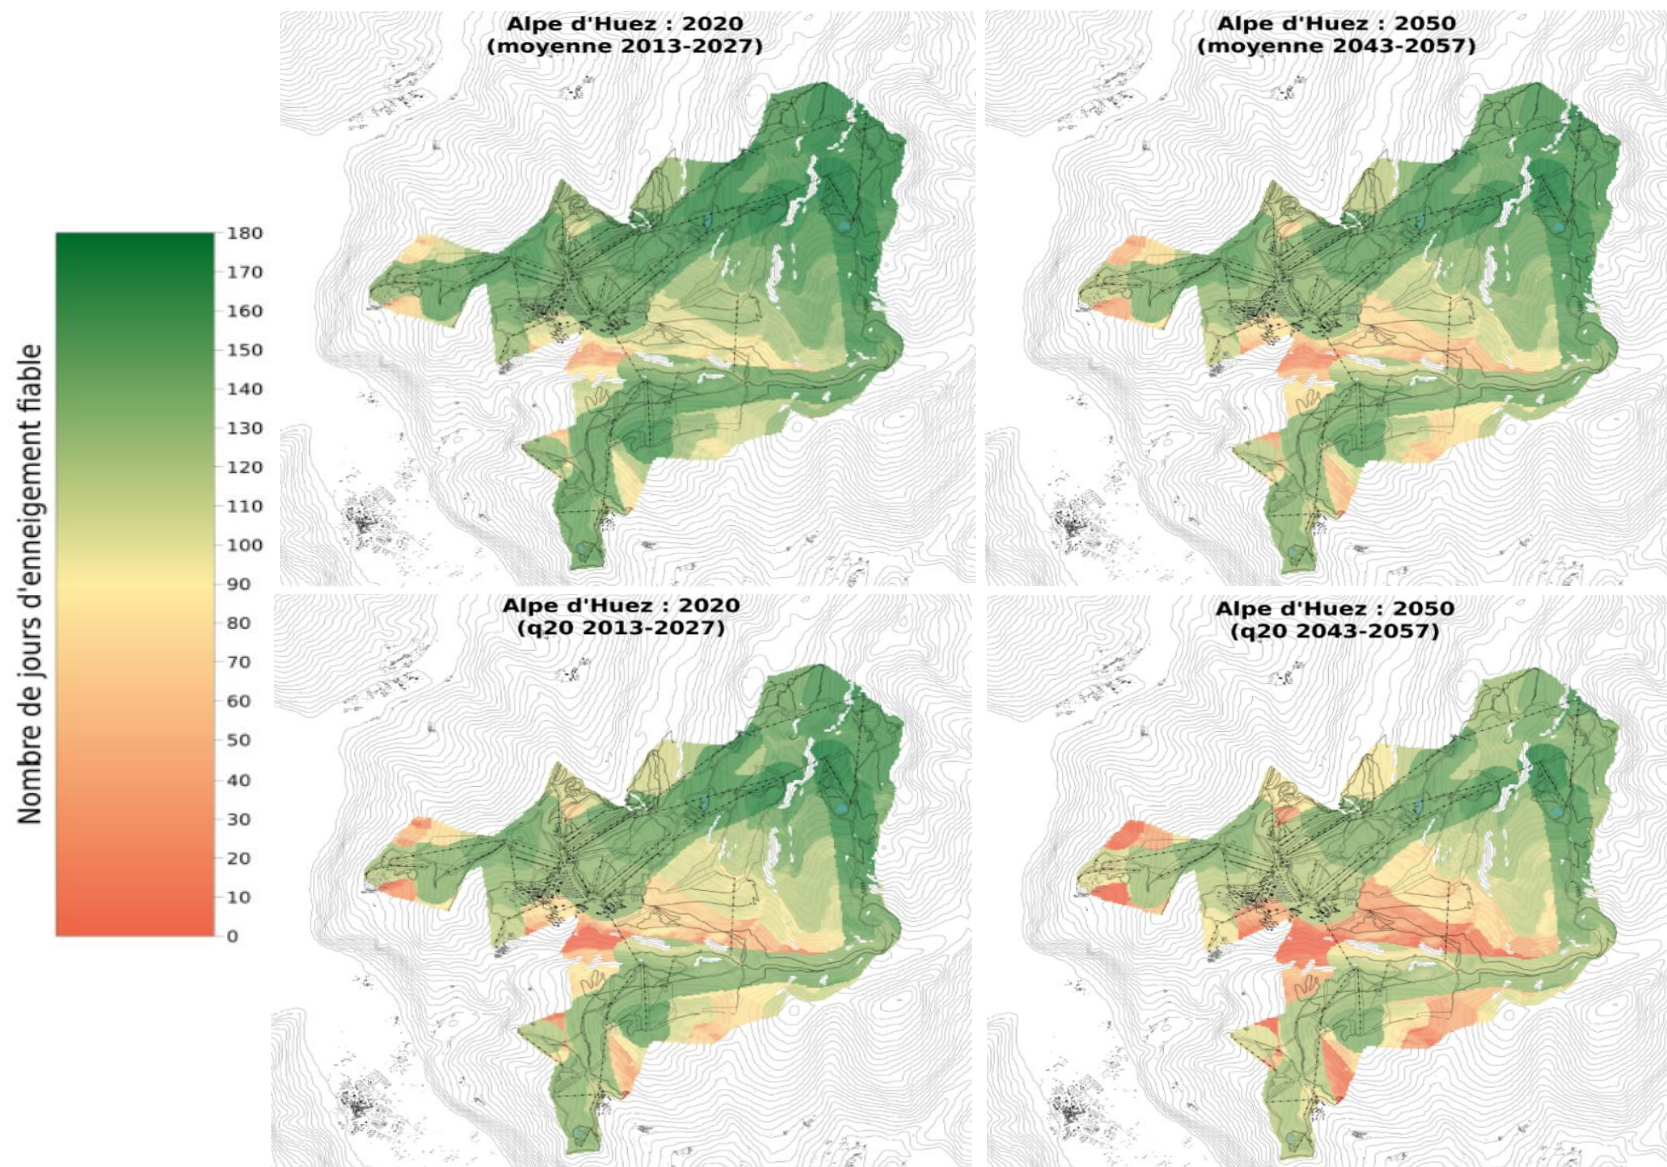 Alpe d'Huez : 2020
(moyenne 2013-2027)
Alpe d'Huez : 2050
(moyenne 2043-2057)
Nombre de jours d'enneigement fiable
180
170
160
150
140
130
120
110
100
90
80
70
60
50
40
30
20
10
0
Alpe d'Huez : 2020
(q20 2013-2027)
Alpe d'Huez : 2050
(q20 2043-2057)